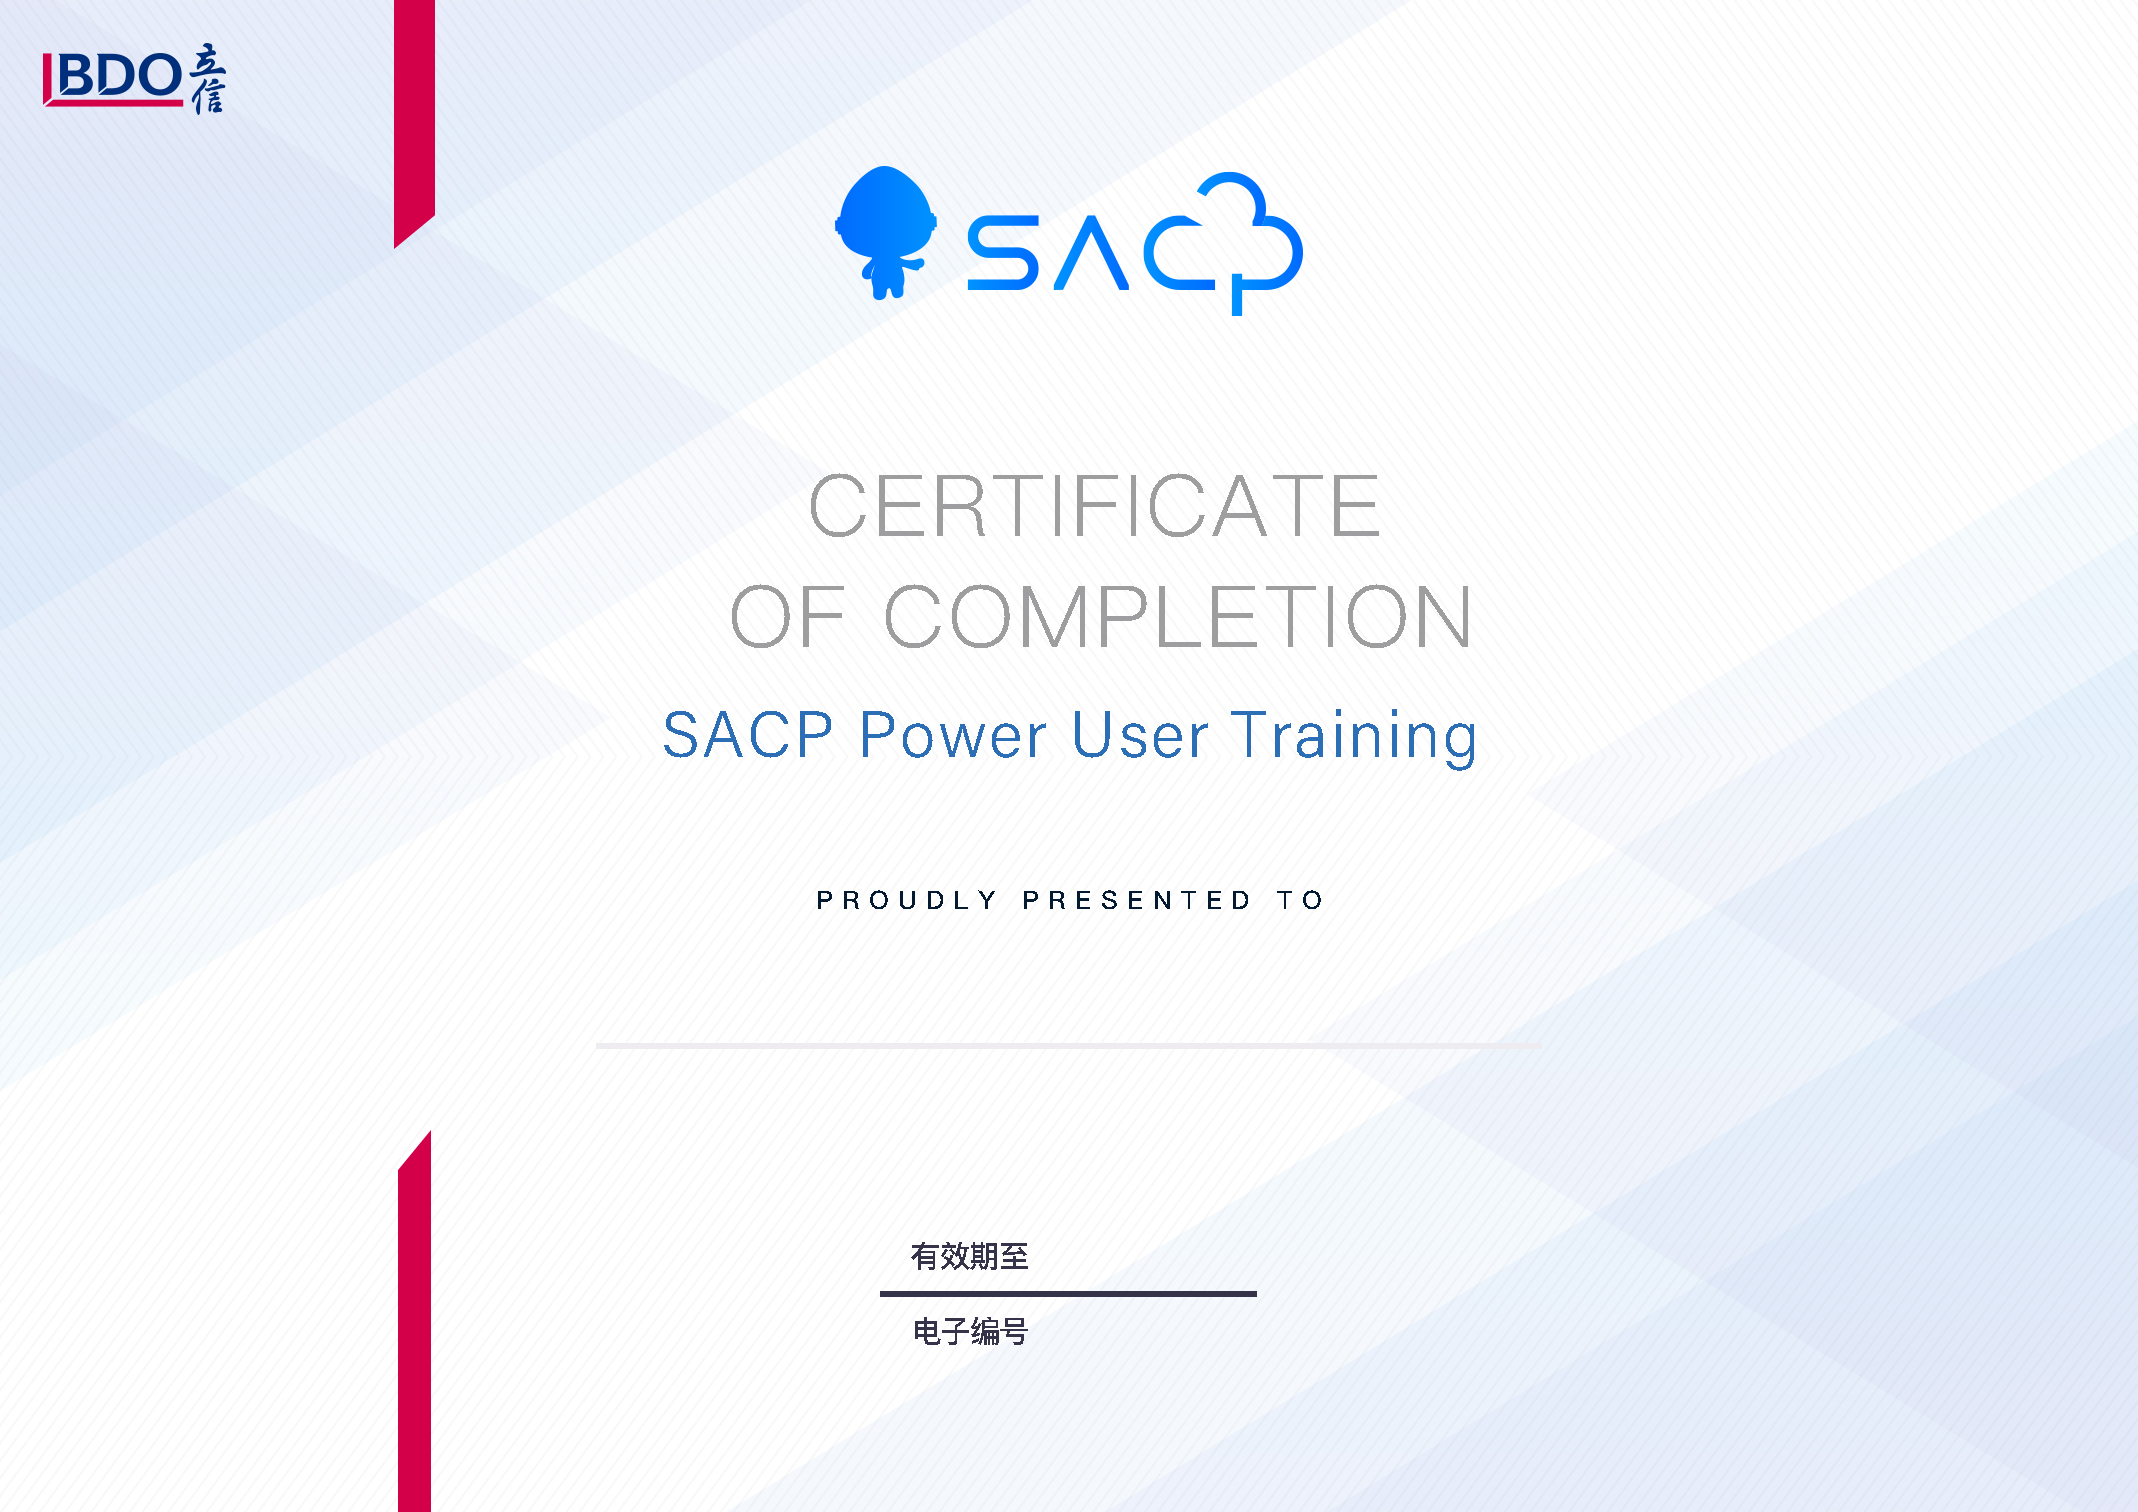 BDO 立信
SACP
CERTIFICATE
OF COMPLETION
SACP Power User Training
PROUDLY PRESENTED TO
有效期至
电子编号